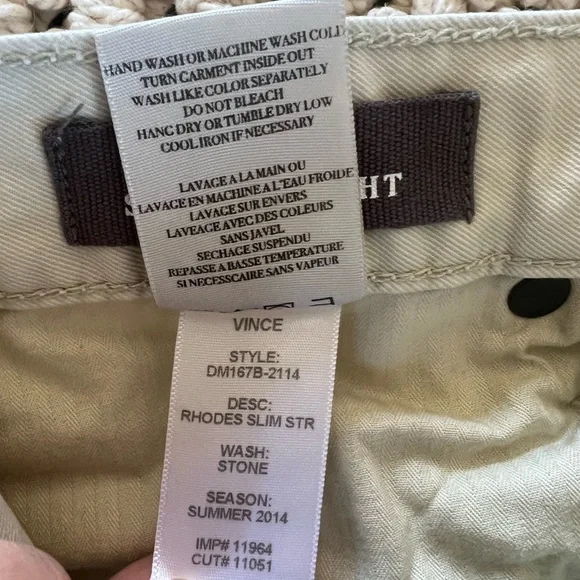 HAND WASH OR MACHINE WASH COLD
TURN GARMENT INSIDE OUT
WASH LIKE COLOR SEPARATELY
DO NOT BLEACH
HANG DRY OR TUMBLE DRY LOW
COOL IRON IF NECESSARY
LAVAGE A LA MAIN OU
LAVAGE EN MACHINE A L'EAU FROIDE
LAVAGE SUR ENVERS
LAVEAGE AVEC DES COULEURS
SANS JAVEL
SECHAGE SUSPENDU
REPASSE A BASSE TEMPERATURE
SI NECESSCAIRE SANS VAPEUR
HT
VINCE
STYLE:
DM167B-2114
DESC:
RHODES SLIM STR
WASH:
STONE
SEASON:
SUMMER 2014
IMP# 11964
CUT# 11051